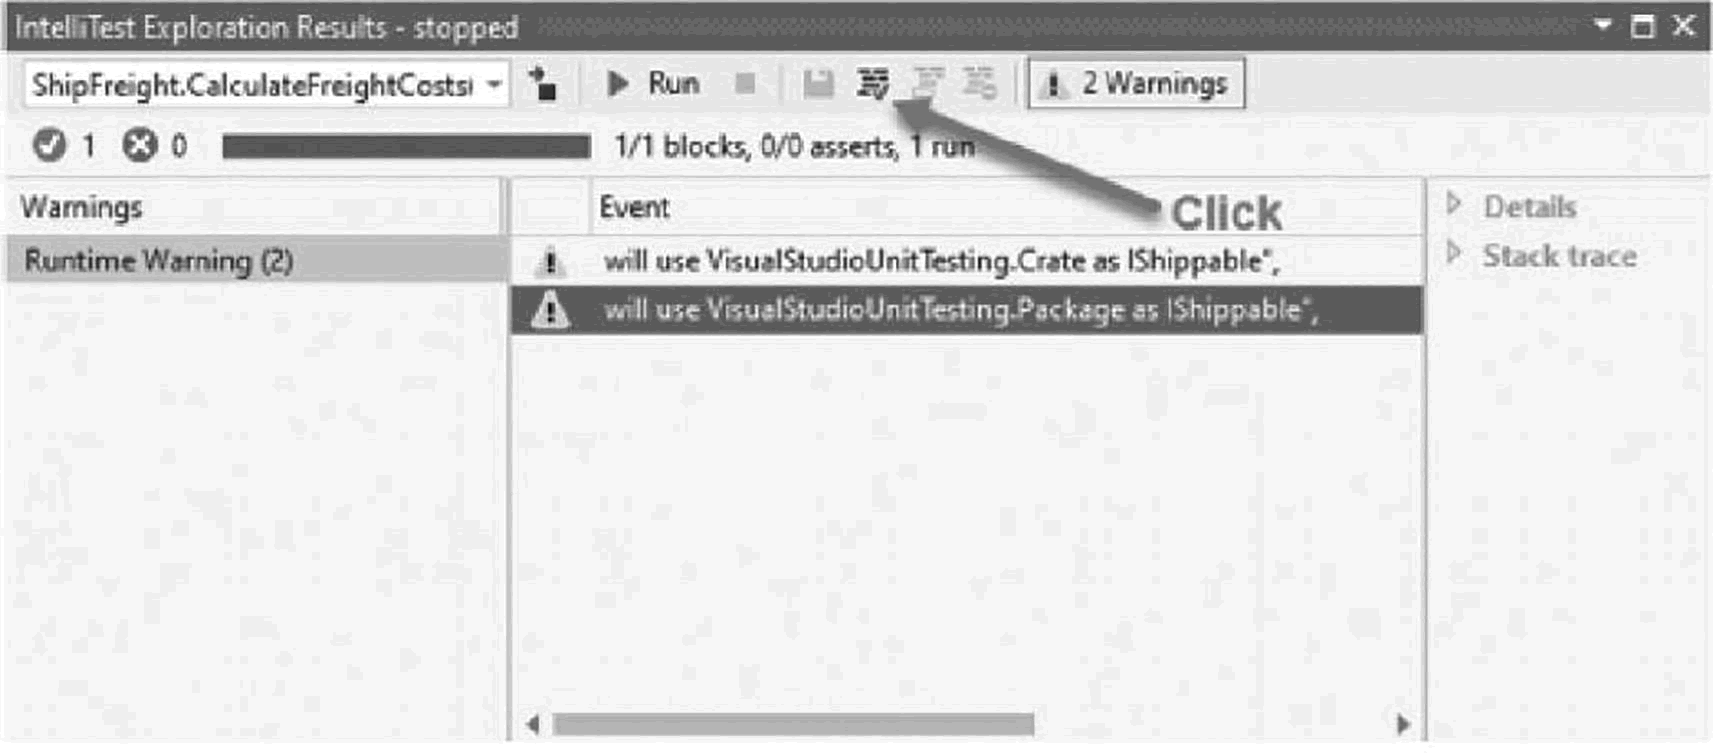 IntelliTest Exploration Results - stopped
ShipFreight.CalculateFreightCosts(
Run
2 Warnings
1 0 1/1 blocks, 0/0 asserts, 1 run
Click
Warnings
Event
Details
Runtime Warning (2)
will use VisualStudioUnitTesting.Crate as IShippable",
Stack trace
will use VisualStudioUnitTesting.Package as IShippable",